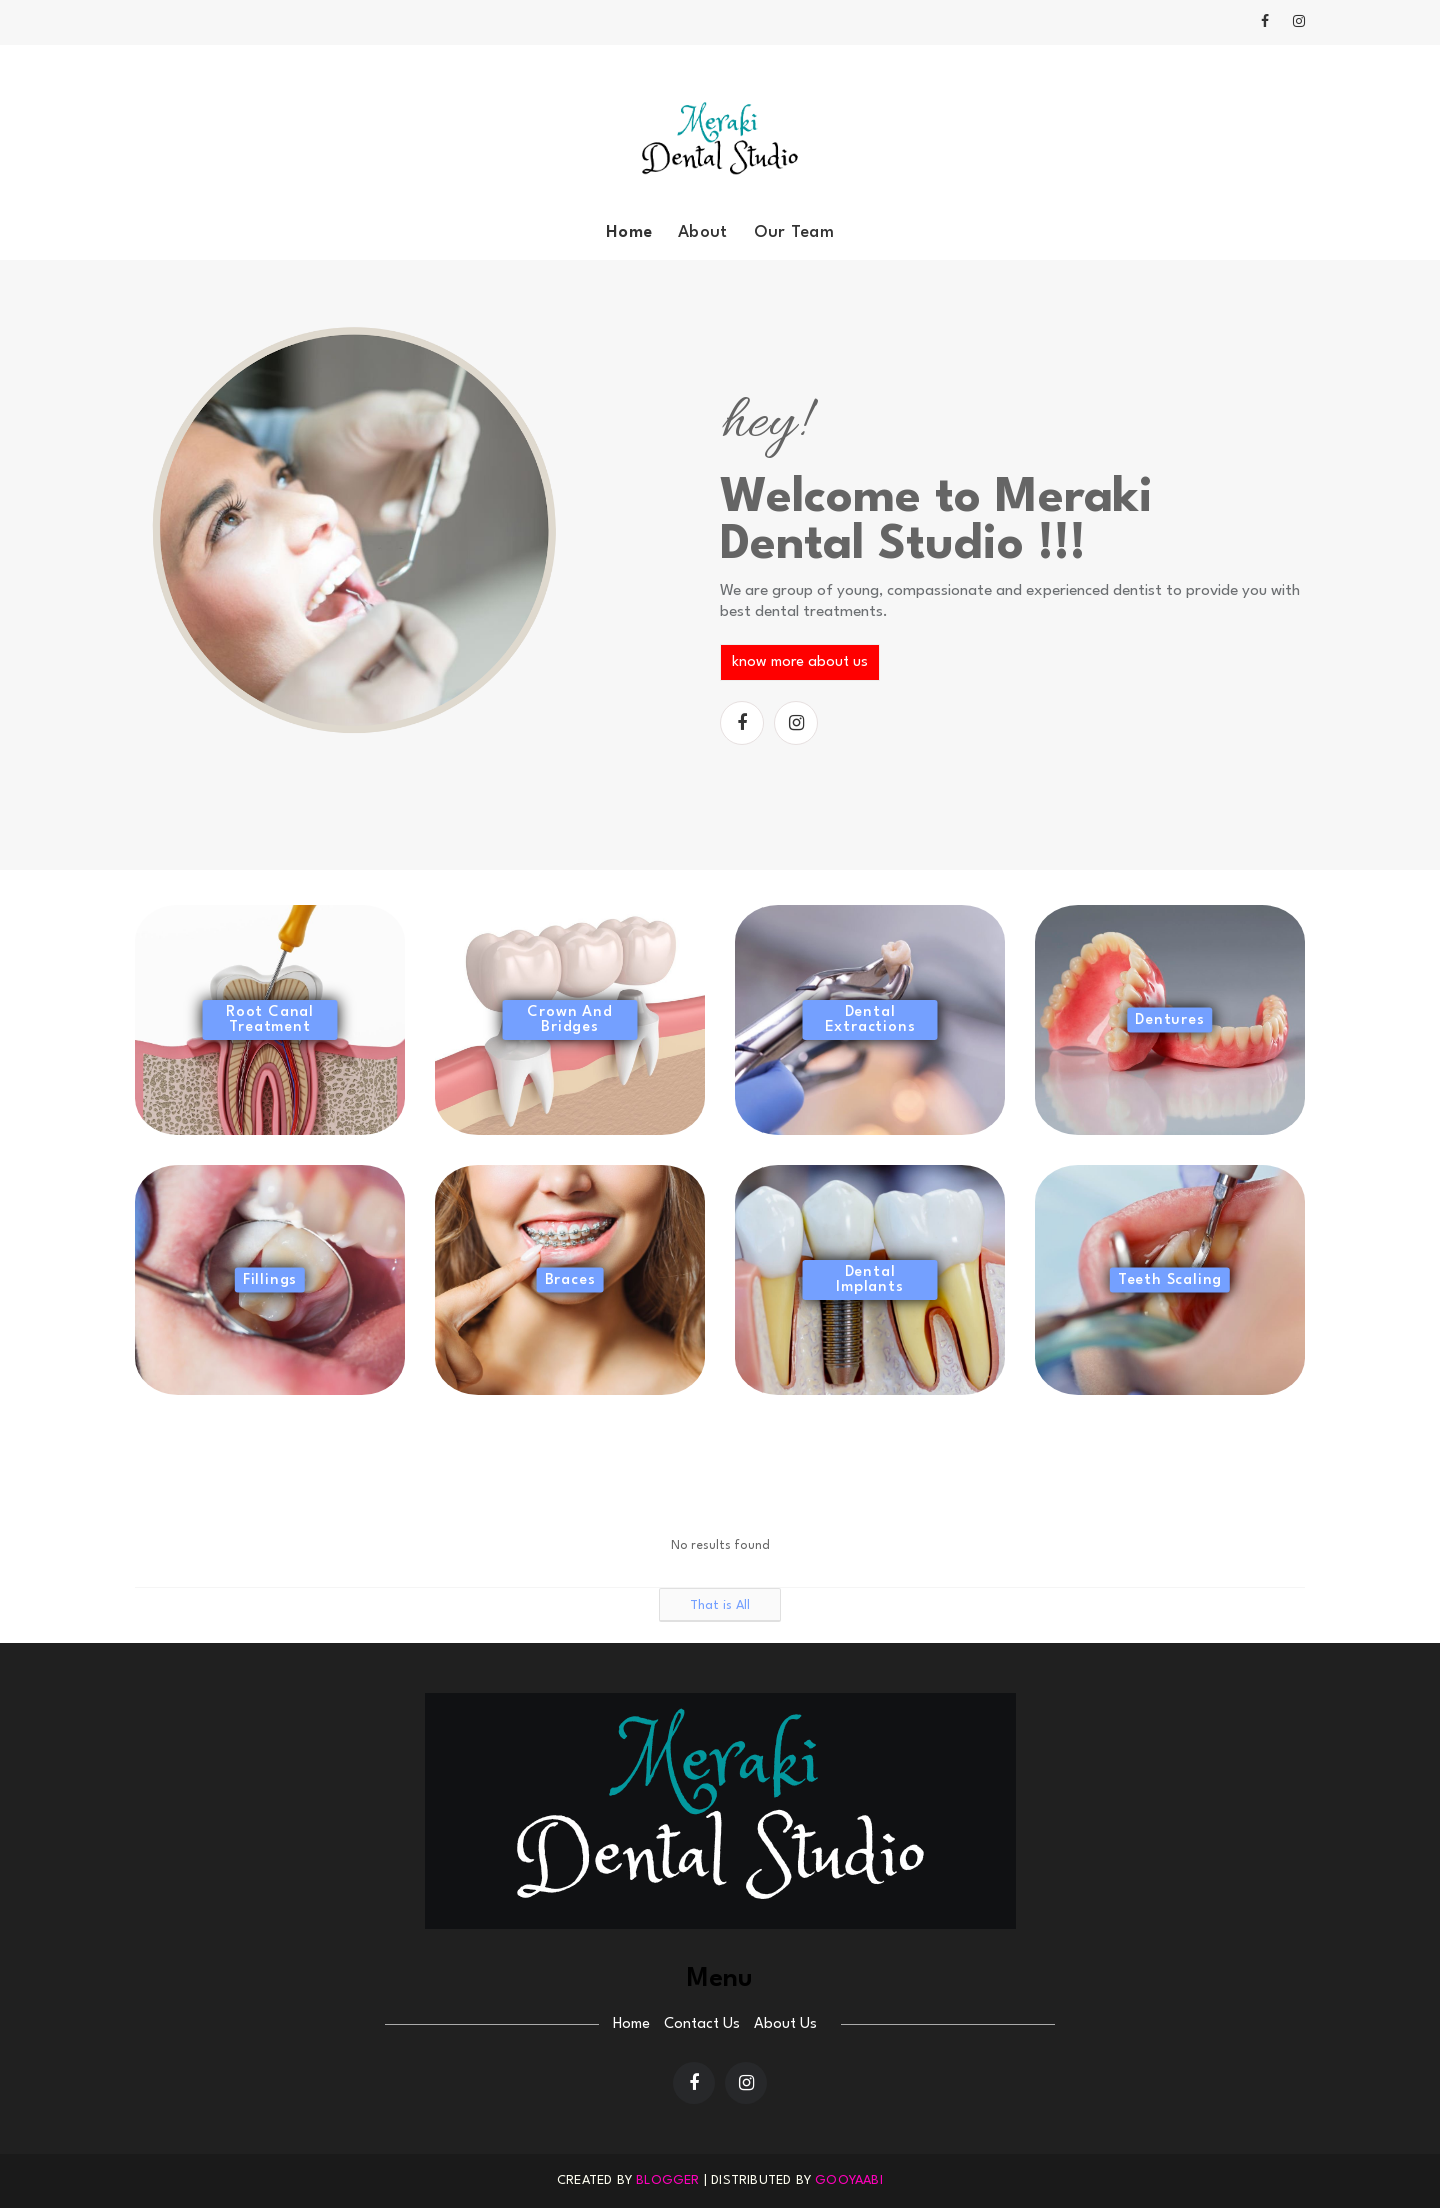 Meraki
Dental Studio
Home About Our Team
hey!
Welcome to Meraki
Dental Studio !!!
We are group of young, compassionate and experienced dentist to provide you with
best dental treatments.
know more about us
Root Canal
Treatment
Crown And
Bridges
Dental
Extractions
Dentures
Fillings
Braces
Dental
Implants
Teeth Scaling
No results found
That is All
Meraki
Dental Studio
Menu
Home Contact Us About Us
CREATED BY BLOGGER | DISTRIBUTED BY GOOYAABI